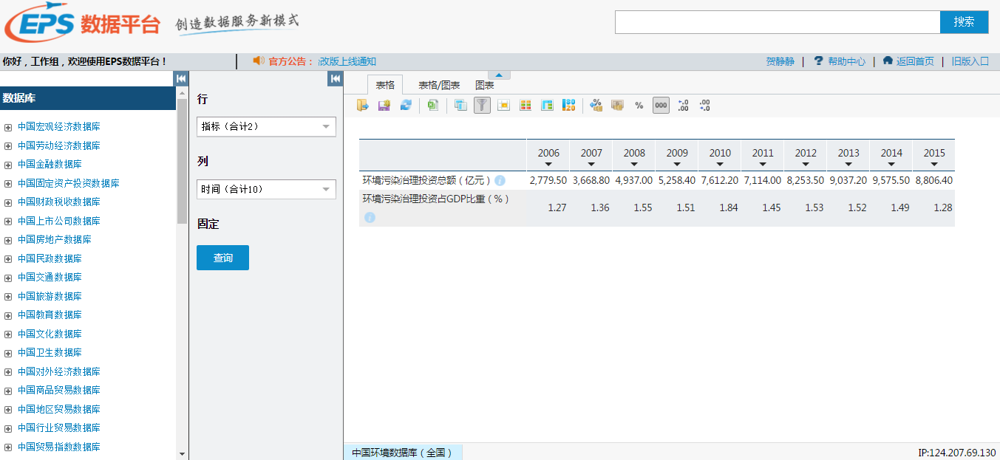 EPS 数据平台 创造数据服务新模式
搜索
你好，工作组，欢迎使用EPS数据平台！
官方公告： 改版上线通知
贺静静 | ? 帮助中心 | 返回首页 | 旧版入口
数据库
中国宏观经济数据库
中国劳动经济数据库
中国金融数据库
中国固定资产投资数据库
中国财政税收数据库
中国上市公司数据库
中国房地产数据库
中国民政数据库
中国交通数据库
中国旅游数据库
中国教育数据库
中国文化数据库
中国卫生数据库
中国对外经济数据库
中国商品贸易数据库
中国地区贸易数据库
中国行业贸易数据库
中国贸易指数数据库
行
指标（合计2）
列
时间（合计10）
固定
查询
表格 表格/图表 图表
% 000 .0 .00 .00 .0
2006 2007 2008 2009 2010 2011 2012 2013 2014 2015
环境污染治理投资总额（亿元） i 2,779.50 3,668.80 4,937.00 5,258.40 7,612.20 7,114.00 8,253.50 9,037.20 9,575.50 8,806.40
环境污染治理投资占GDP比重（%） i 1.27 1.36 1.55 1.51 1.84 1.45 1.53 1.52 1.49 1.28
中国环境数据库（全国）
IP:124.207.69.130